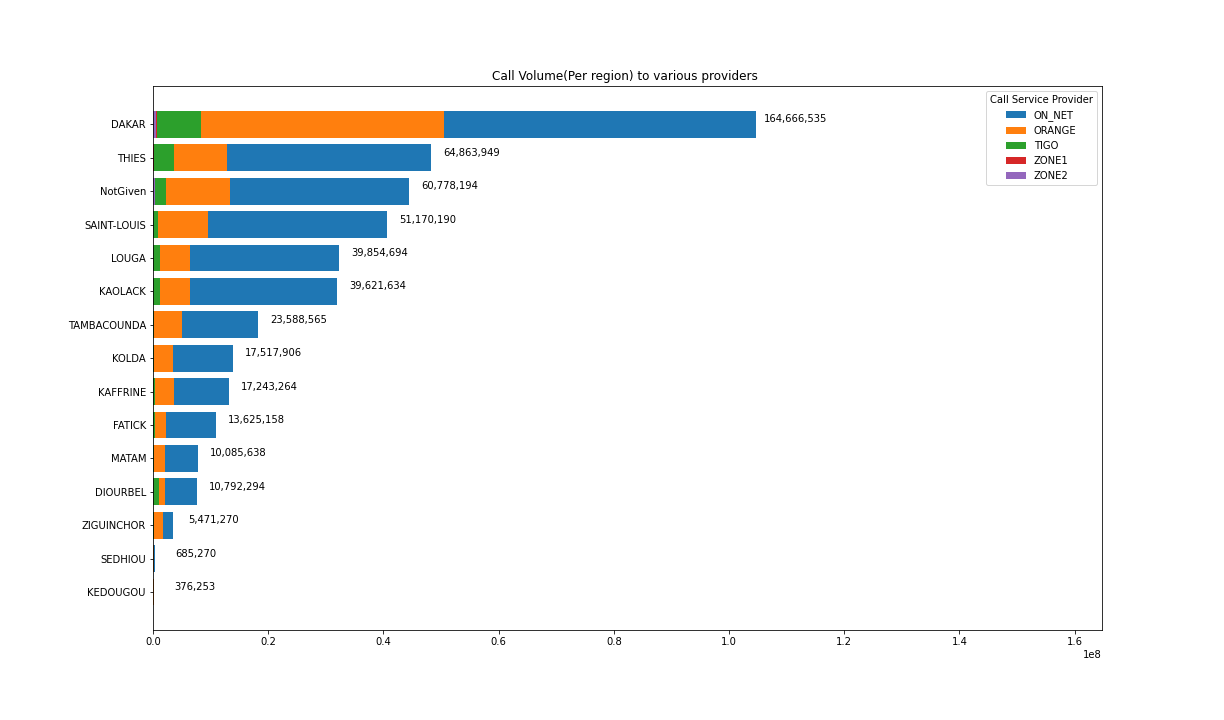 Call Volume(Per region) to various providers
Call Service Provider
ON_NET
ORANGE
TIGO
ZONE1
ZONE2
DAKAR 164,666,535
THIES 64,863,949
NotGiven 60,778,194
SAINT-LOUIS 51,170,190
LOUGA 39,854,694
KAOLACK 39,621,634
TAMBACOUNDA 23,588,565
KOLDA 17,517,906
KAFFRINE 17,243,264
FATICK 13,625,158
MATAM 10,085,638
DIOURBEL 10,792,294
ZIGUINCHOR 5,471,270
SEDHIOU 685,270
KEDOUGOU 376,253
0.0 0.2 0.4 0.6 0.8 1.0 1.2 1.4 1.6
1e8